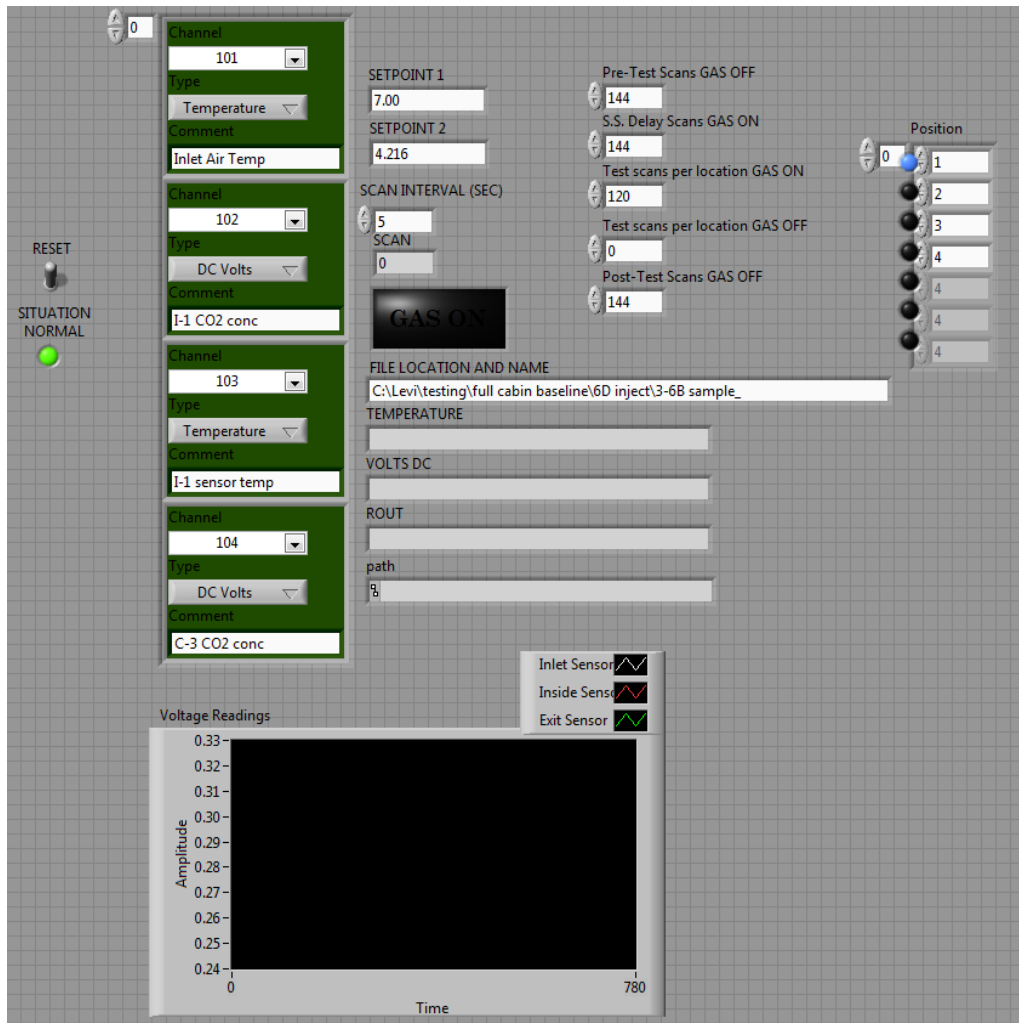 0
Channel
101
Type
Temperature
Comment
Inlet Air Temp
Channel
102
Type
DC Volts
Comment
I-1 CO2 conc
Channel
103
Type
Temperature
Comment
I-1 sensor temp
Channel
104
Type
DC Volts
Comment
C-3 CO2 conc
RESET
SITUATION
NORMAL
SETPOINT 1
7.00
SETPOINT 2
4.216
SCAN INTERVAL (SEC)
5
SCAN
0
GAS ON
Pre-Test Scans GAS OFF
144
S.S. Delay Scans GAS ON
144
Test scans per location GAS ON
120
Test scans per location GAS OFF
0
Post-Test Scans GAS OFF
144
Position
0
1
2
3
4
4
4
4
FILE LOCATION AND NAME
C:\Levi\testing\full cabin baseline\6D inject\3-6B sample_
TEMPERATURE
VOLTS DC
ROUT
path
Inlet Sensor
Inside Senso
Exit Sensor
Voltage Readings
0.33
0.32
0.31
0.30
0.29
0.28
0.27
0.26
0.25
0.24
Amplitude
0
780
Time